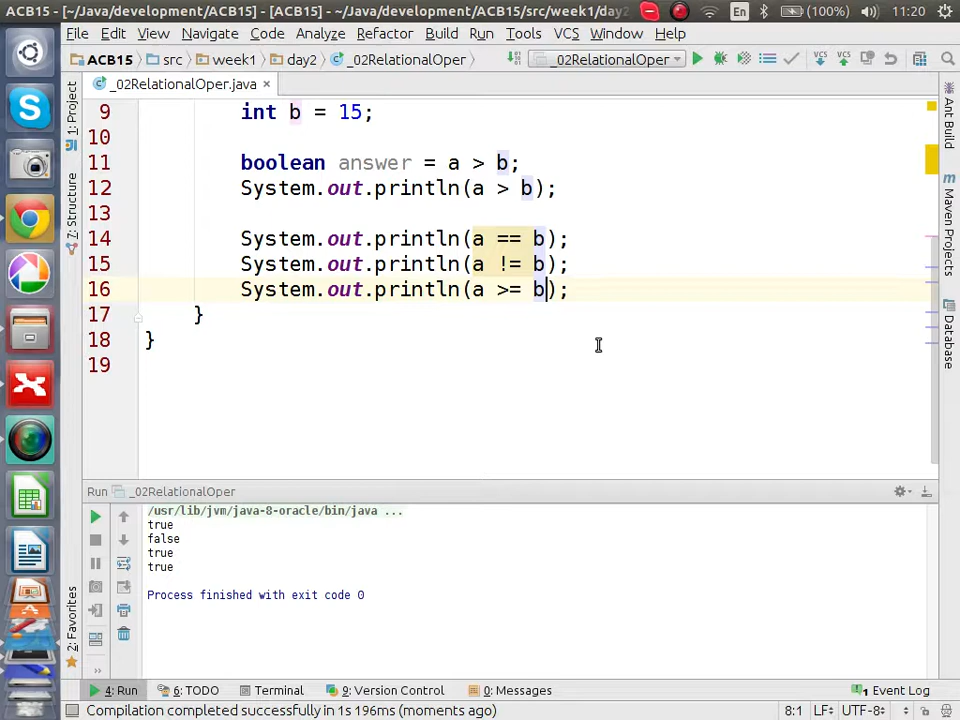 ACB15 - [~/Java/development/ACB15] - [ACB15] - ~/Java/development/ACB15/src/week1/day2
En
(100%)
11:20
File Edit View Navigate Code Analyze Refactor Build Run Tools VCS Window Help
ACB15 src week1 day2 _02RelationalOper
_02RelationalOper
VCS VCS
_02RelationalOper.java
1: Project
7: Structure
2: Favorites
Ant Build
Maven Projects
Database
9 int b = 15;
10
11 boolean answer = a > b;
12 System.out.println(a > b);
13
14 System.out.println(a == b);
15 System.out.println(a != b);
16 System.out.println(a >= b);
17 }
18 }
19
Run _02RelationalOper
/usr/lib/jvm/java-8-oracle/bin/java ...
true
false
true
true
Process finished with exit code 0
4: Run 6: TODO Terminal 9: Version Control 0: Messages 1 Event Log
Compilation completed successfully in 1s 196ms (moments ago) 8:1 LF UTF-8